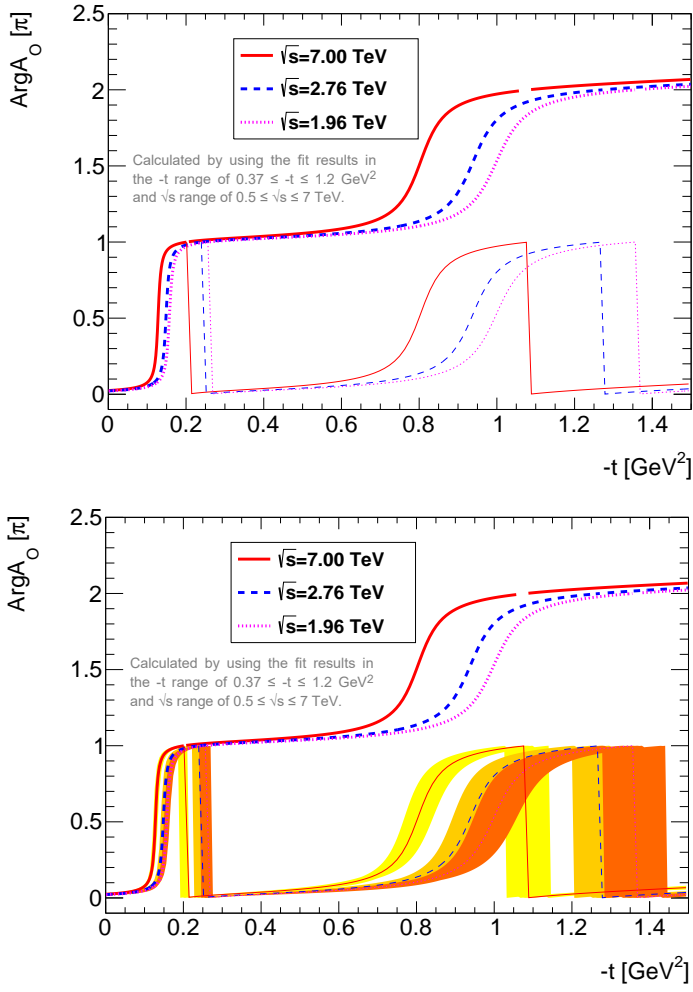 ArgA_O [π]
2.5
2
1.5
1
0.5
0
√s=7.00 TeV
√s=2.76 TeV
√s=1.96 TeV
Calculated by using the fit results in
the -t range of 0.37 ≤ -t ≤ 1.2 GeV²
and √s range of 0.5 ≤ √s ≤ 7 TeV.
0 0.2 0.4 0.6 0.8 1 1.2 1.4
-t [GeV²]
ArgA_O [π]
2.5
2
1.5
1
0.5
0
√s=7.00 TeV
√s=2.76 TeV
√s=1.96 TeV
Calculated by using the fit results in
the -t range of 0.37 ≤ -t ≤ 1.2 GeV²
and √s range of 0.5 ≤ √s ≤ 7 TeV.
0 0.2 0.4 0.6 0.8 1 1.2 1.4
-t [GeV²]